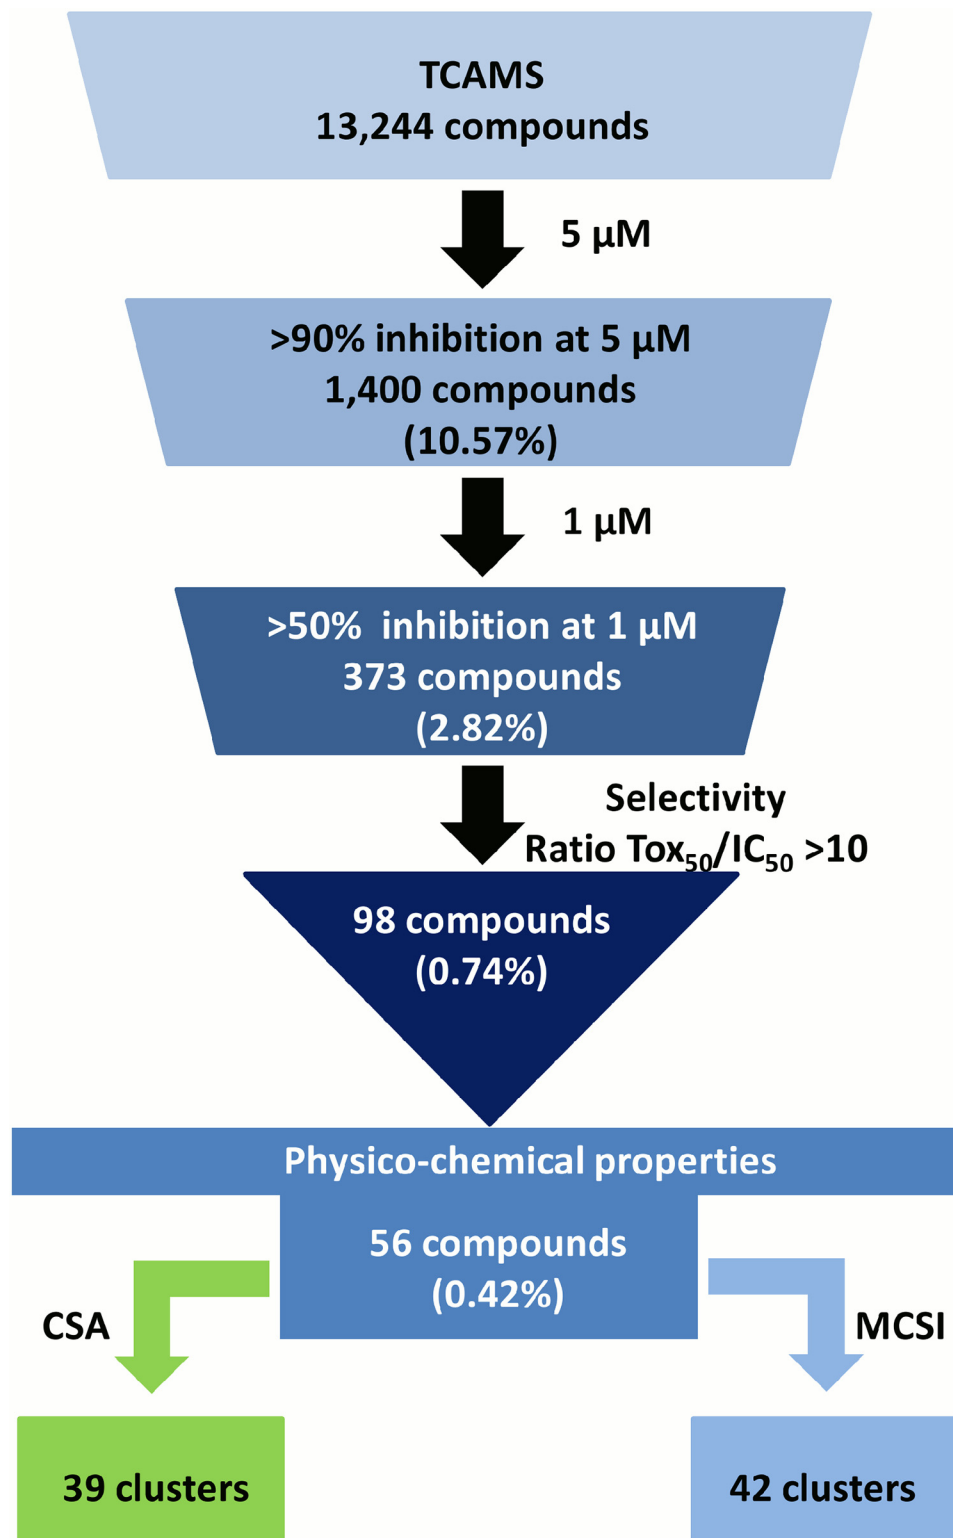 TCAMS
13,244 compounds
5 µM
>90% inhibition at 5 µM
1,400 compounds
(10.57%)
1 µM
>50% inhibition at 1 µM
373 compounds
(2.82%)
Selectivity
Ratio Tox50/IC50 >10
98 compounds
(0.74%)
Physico-chemical properties
56 compounds
(0.42%)
CSA
MCSI
39 clusters
42 clusters